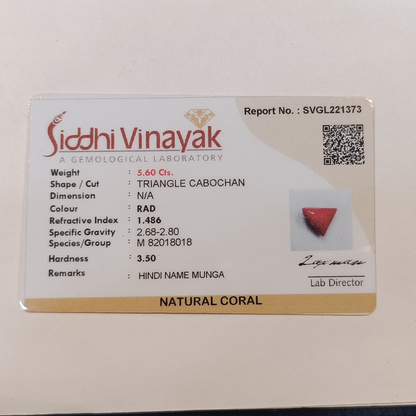 Report No. : SVGL221373
Siddhi Vinayak
A GEMOLOGICAL LABORATORY
Weight : 5.60 Cts.
Shape / Cut : TRIANGLE CABOCHAN
Dimension : N/A
Colour : RAD
Refractive Index : 1.486
Specific Gravity : 2.68-2.80
Species/Group : M 82018018
Hardness : 3.50
Remarks : HINDI NAME MUNGA
Lab Director
NATURAL CORAL